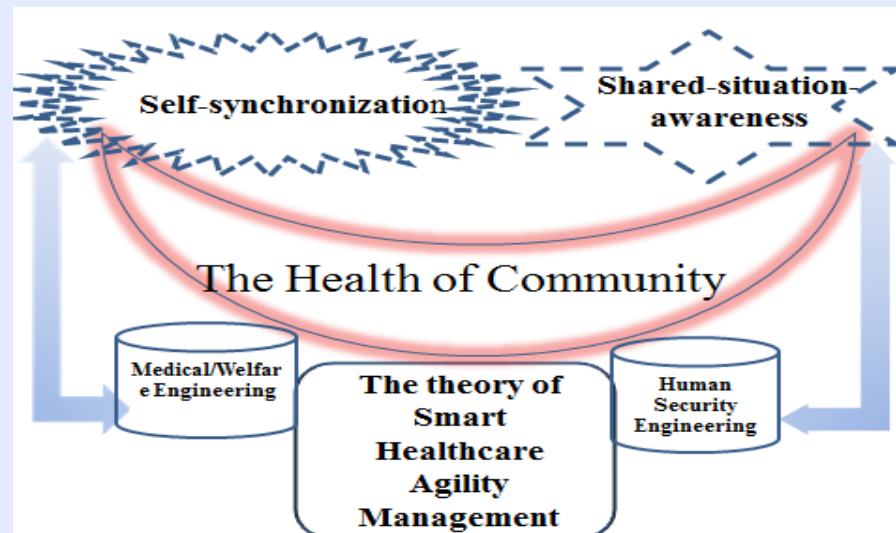 Self-synchronization
Shared-situation-
awareness
The Health of Community
Medical/Welfar
e Engineering
The theory of
Smart
Healthcare
Agility
Management
Human
Security
Engineering